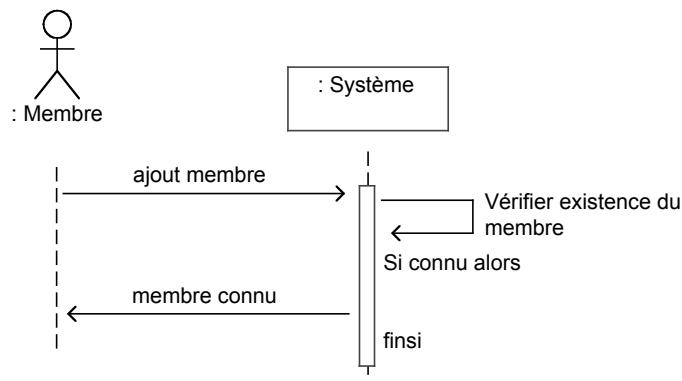 : Membre
: Système
ajout membre
Vérifier existence du
membre
Si connu alors
membre connu
finsi